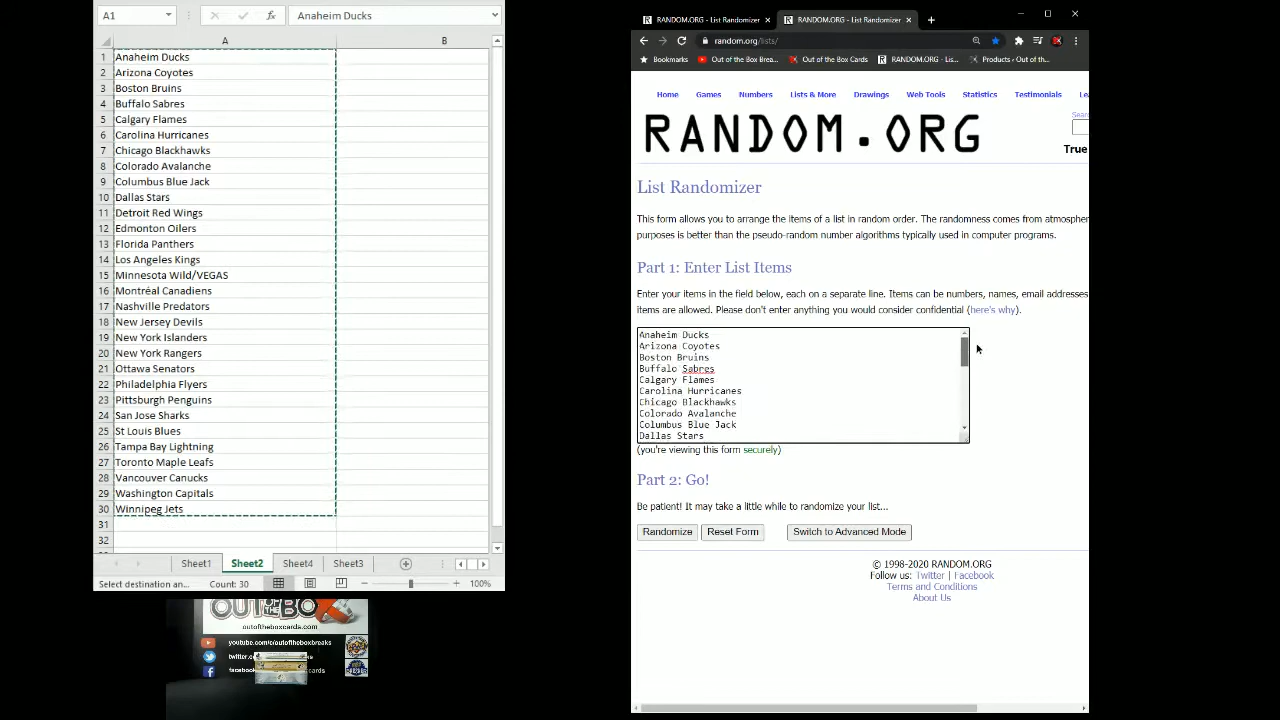 A1
Anaheim Ducks
A
B
1 Anaheim Ducks
2 Arizona Coyotes
3 Boston Bruins
4 Buffalo Sabres
5 Calgary Flames
6 Carolina Hurricanes
7 Chicago Blackhawks
8 Colorado Avalanche
9 Columbus Blue Jack
10 Dallas Stars
11 Detroit Red Wings
12 Edmonton Oilers
13 Florida Panthers
14 Los Angeles Kings
15 Minnesota Wild/VEGAS
16 Montréal Canadiens
17 Nashville Predators
18 New Jersey Devils
19 New York Islanders
20 New York Rangers
21 Ottawa Senators
22 Philadelphia Flyers
23 Pittsburgh Penguins
24 San Jose Sharks
25 St Louis Blues
26 Tampa Bay Lightning
27 Toronto Maple Leafs
28 Vancouver Canucks
29 Washington Capitals
30 Winnipeg Jets
31
32
Sheet1 Sheet2 Sheet4 Sheet3
Select destination an... Count: 30 100%
OUT OF THE BOX
outoftheboxcards.com
youtube.com/c/outoftheboxbreaks
RANDOM.ORG - List Randomizer
RANDOM.ORG - List Randomizer
random.org/lists/
Bookmarks Out of the Box Brea... Out of the Box Cards RANDOM.ORG - Lis... Products - Out of th...
Home Games Numbers Lists & More Drawings Web Tools Statistics Testimonials Le
RANDOM.ORG
Sear
True
List Randomizer
This form allows you to arrange the items of a list in random order. The randomness comes from atmospher
purposes is better than the pseudo-random number algorithms typically used in computer programs.
Part 1: Enter List Items
Enter your items in the field below, each on a separate line. Items can be numbers, names, email addresses
items are allowed. Please don't enter anything you would consider confidential (here's why).
Anaheim Ducks
Arizona Coyotes
Boston Bruins
Buffalo Sabres
Calgary Flames
Carolina Hurricanes
Chicago Blackhawks
Colorado Avalanche
Columbus Blue Jack
Dallas Stars
(you're viewing this form securely)
Part 2: Go!
Be patient! It may take a little while to randomize your list...
Randomize Reset Form Switch to Advanced Mode
© 1998-2020 RANDOM.ORG
Follow us: Twitter | Facebook
Terms and Conditions
About Us